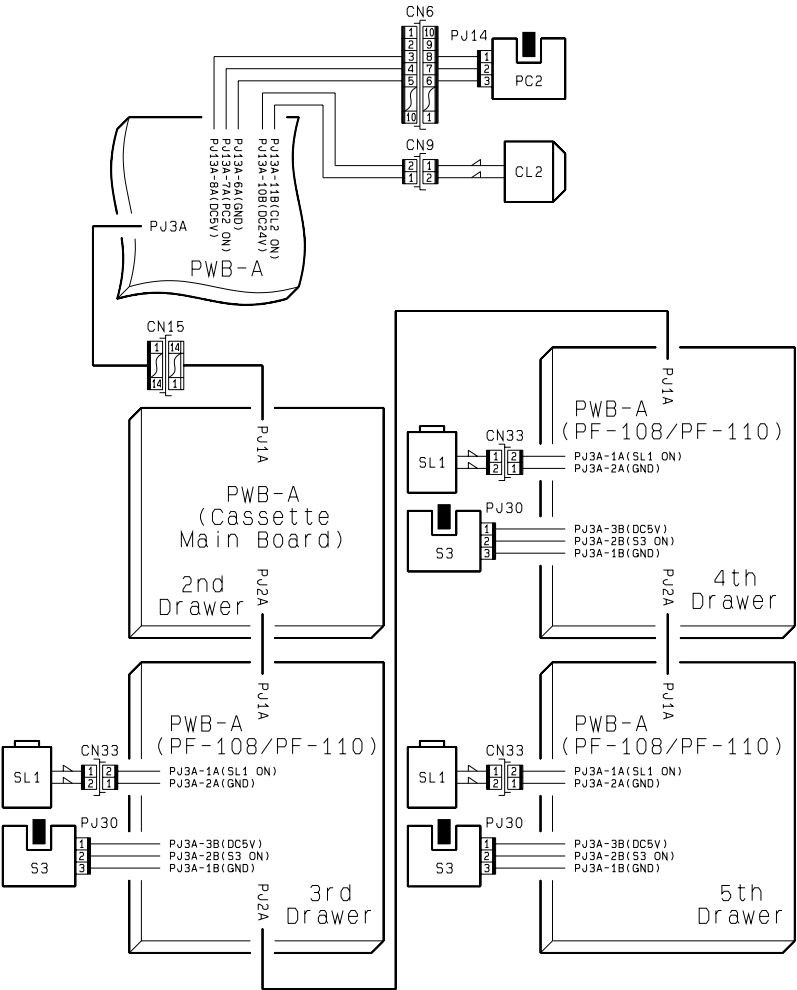 CN6
1 10
2 9
3 8
4 7
5 6
10 1
PJ14
1
2
3
PC2
CN9
2 1
1 2
CL2
PJ13A-8A(DC5V)
PJ13A-7A(PC2 ON)
PJ13A-6A(GND)
PJ13A-10B(DC24V)
PJ13A-11B(CL2 ON)
PJ3A
PWB-A
CN15
1 14
14 1
PJ1A
PWB-A
(Cassette
Main Board)
PJ2A
2nd
Drawer
PJ1A
PWB-A
(PF-108/PF-110)
CN33
SL1
1 2
2 1
PJ3A-1A(SL1 ON)
PJ3A-2A(GND)
PJ30
S3
1
2
3
PJ3A-3B(DC5V)
PJ3A-2B(S3 ON)
PJ3A-1B(GND)
PJ2A
3rd
Drawer
PJ1A
PWB-A
(PF-108/PF-110)
CN33
SL1
1 2
2 1
PJ3A-1A(SL1 ON)
PJ3A-2A(GND)
PJ30
S3
1
2
3
PJ3A-3B(DC5V)
PJ3A-2B(S3 ON)
PJ3A-1B(GND)
PJ2A
4th
Drawer
PJ1A
PWB-A
(PF-108/PF-110)
CN33
SL1
1 2
2 1
PJ3A-1A(SL1 ON)
PJ3A-2A(GND)
PJ30
S3
1
2
3
PJ3A-3B(DC5V)
PJ3A-2B(S3 ON)
PJ3A-1B(GND)
5th
Drawer